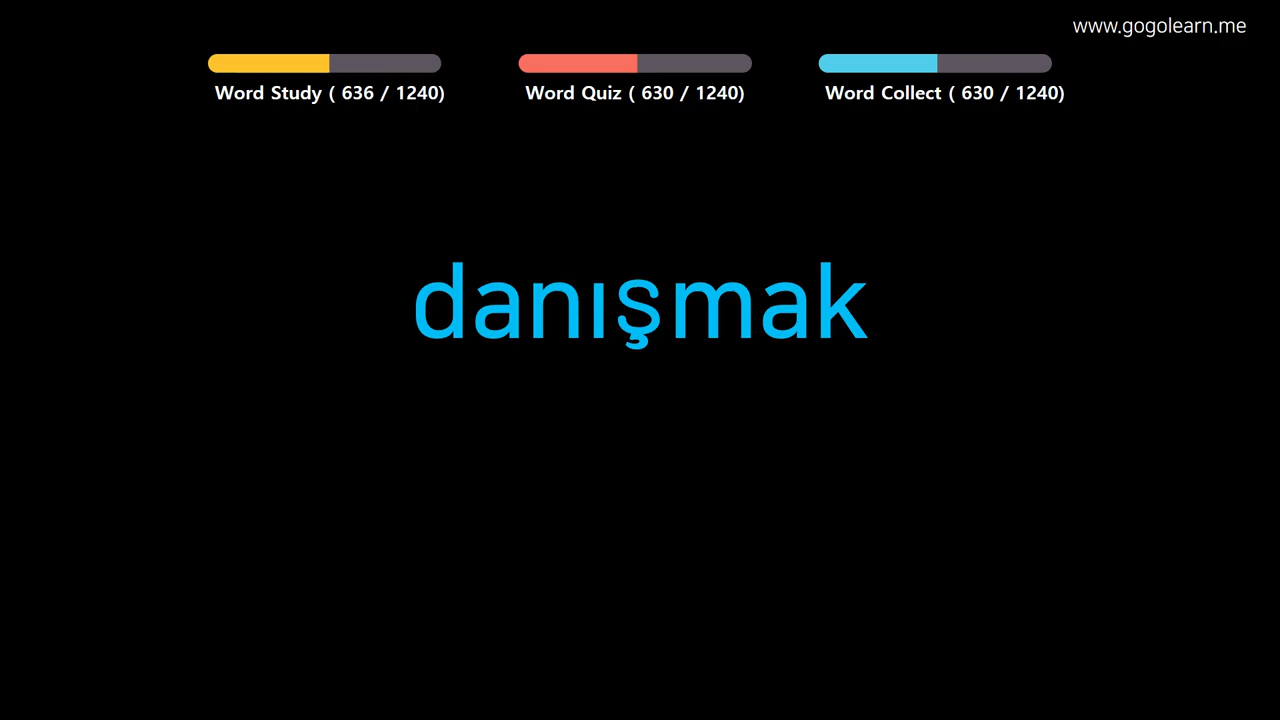 www.gogolearn.me
Word Study ( 636 / 1240)
Word Quiz ( 630 / 1240)
Word Collect ( 630 / 1240)
danışmak